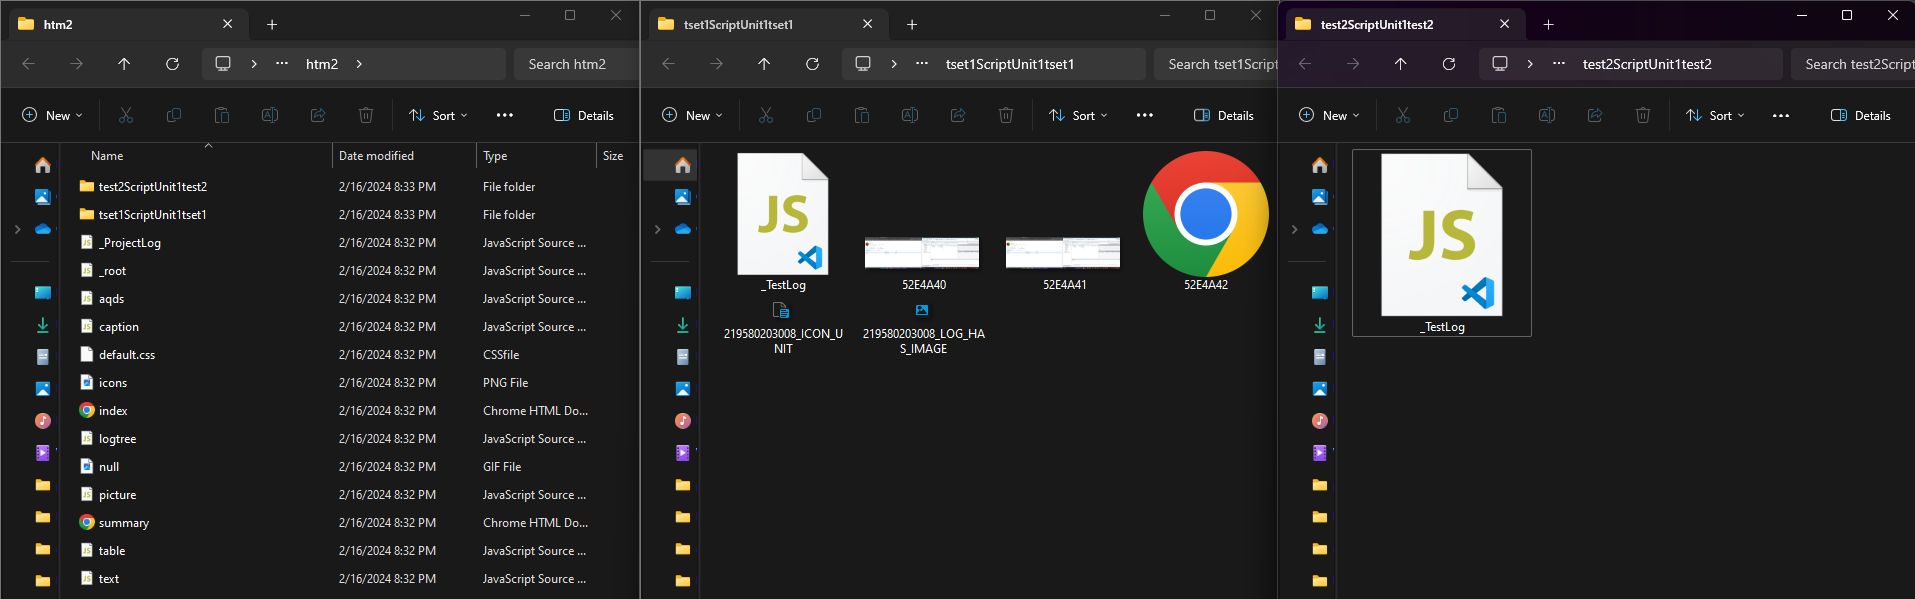 htm2
htm2
Search htm2
New
Sort
Details
Name
Date modified
Type
Size
test2ScriptUnit1test2 2/16/2024 8:33 PM File folder
tset1ScriptUnit1tset1 2/16/2024 8:33 PM File folder
_ProjectLog 2/16/2024 8:32 PM JavaScript Source ...
_root 2/16/2024 8:32 PM JavaScript Source ...
aqds 2/16/2024 8:32 PM JavaScript Source ...
caption 2/16/2024 8:32 PM JavaScript Source ...
default.css 2/16/2024 8:32 PM CSSfile
icons 2/16/2024 8:32 PM PNG File
index 2/16/2024 8:32 PM Chrome HTML Do...
logtree 2/16/2024 8:32 PM JavaScript Source ...
null 2/16/2024 8:32 PM GIF File
picture 2/16/2024 8:32 PM JavaScript Source ...
summary 2/16/2024 8:32 PM Chrome HTML Do...
table 2/16/2024 8:32 PM JavaScript Source ...
text 2/16/2024 8:32 PM JavaScript Source ...
tset1ScriptUnit1tset1
tset1ScriptUnit1tset1
Search tset1Script
New
Sort
Details
JS
_TestLog
52E4A40
52E4A41
52E4A42
219580203008_ICON_U
NIT
219580203008_LOG_HA
S_IMAGE
test2ScriptUnit1test2
test2ScriptUnit1test2
Search test2Script
New
Sort
Details
JS
_TestLog